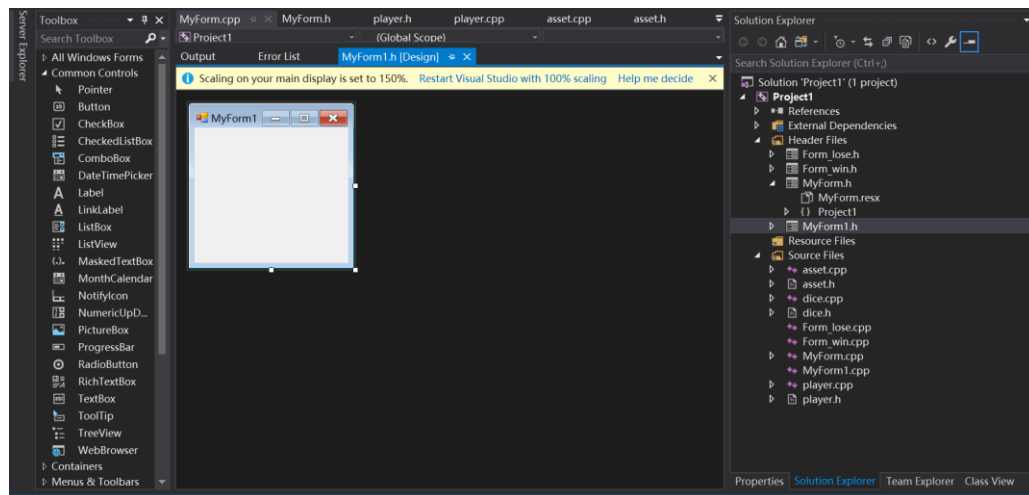 Server Explorer
Toolbox
Search Toolbox
All Windows Forms
Common Controls
Pointer
Button
CheckBox
CheckedListBox
ComboBox
DateTimePicker
Label
LinkLabel
ListBox
ListView
MaskedTextBox
MonthCalendar
NotifyIcon
NumericUpD...
PictureBox
ProgressBar
RadioButton
RichTextBox
TextBox
ToolTip
TreeView
WebBrowser
Containers
Menus & Toolbars
MyForm.cpp MyForm.h player.h player.cpp asset.cpp asset.h
Project1 (Global Scope)
Output Error List MyForm1.h [Design]
Scaling on your main display is set to 150%. Restart Visual Studio with 100% scaling Help me decide
MyForm1
Solution Explorer
Search Solution Explorer (Ctrl+;)
Solution 'Project1' (1 project)
Project1
References
External Dependencies
Header Files
Form_lose.h
Form_win.h
MyForm.h
MyForm.resx
{} Project1
MyForm1.h
Resource Files
Source Files
asset.cpp
asset.h
dice.cpp
dice.h
Form_lose.cpp
Form_win.cpp
MyForm.cpp
MyForm1.cpp
player.cpp
player.h
Properties Solution Explorer Team Explorer Class View